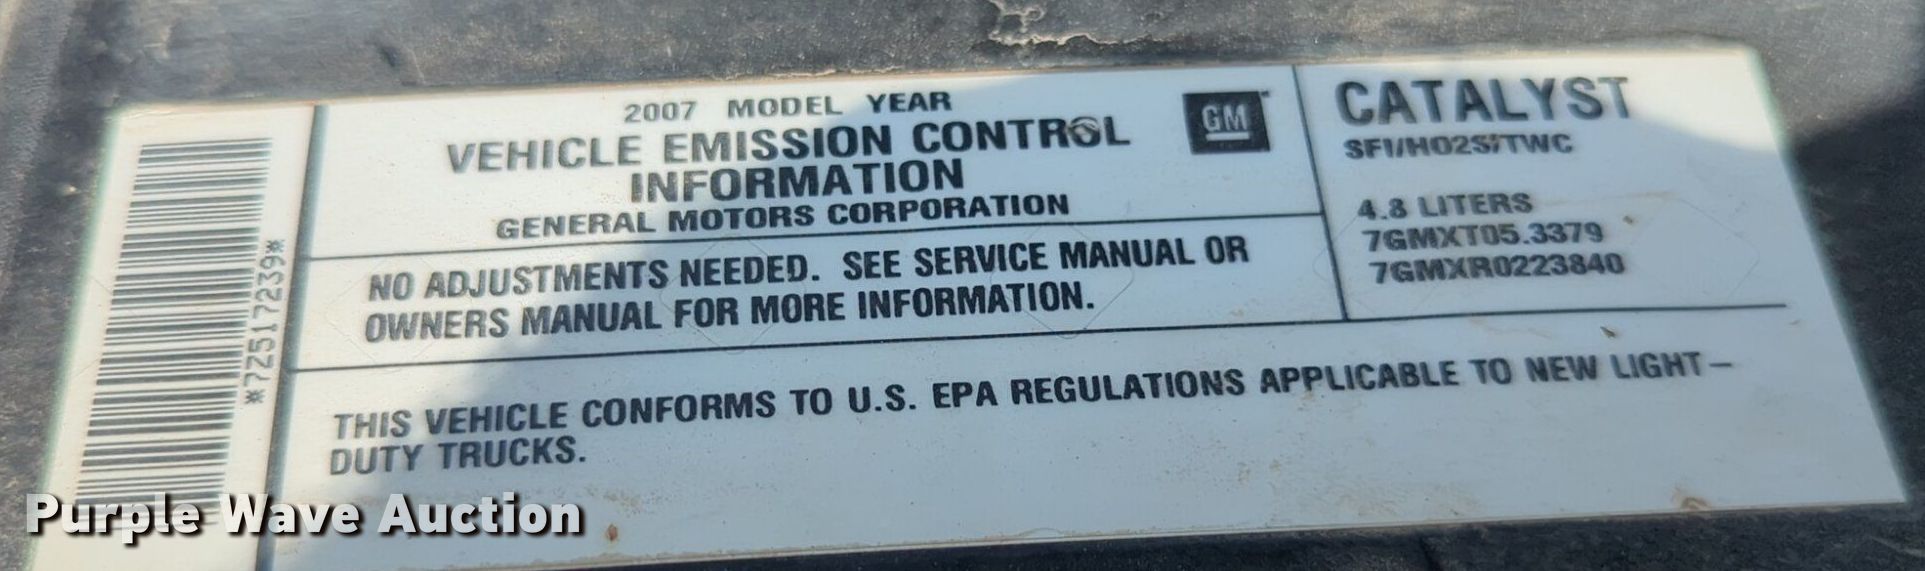 *72517239*
2007 MODEL YEAR
VEHICLE EMISSION CONTROL
INFORMATION
GENERAL MOTORS CORPORATION
GM
NO ADJUSTMENTS NEEDED. SEE SERVICE MANUAL OR
OWNERS MANUAL FOR MORE INFORMATION.
CATALYST
SFI/HO2S/TWC
4.8 LITERS
7GMXT05.3379
7GMXR0223840
THIS VEHICLE CONFORMS TO U.S. EPA REGULATIONS APPLICABLE TO NEW LIGHT-
DUTY TRUCKS.
Purple Wave Auction